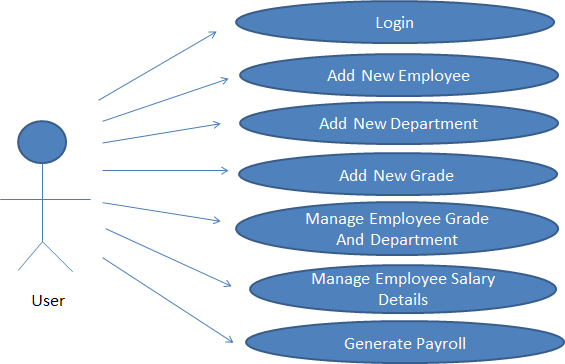 Login
Add New Employee
Add New Department
Add New Grade
Manage Employee Grade
And Department
Manage Employee Salary
Details
Generate Payroll
User